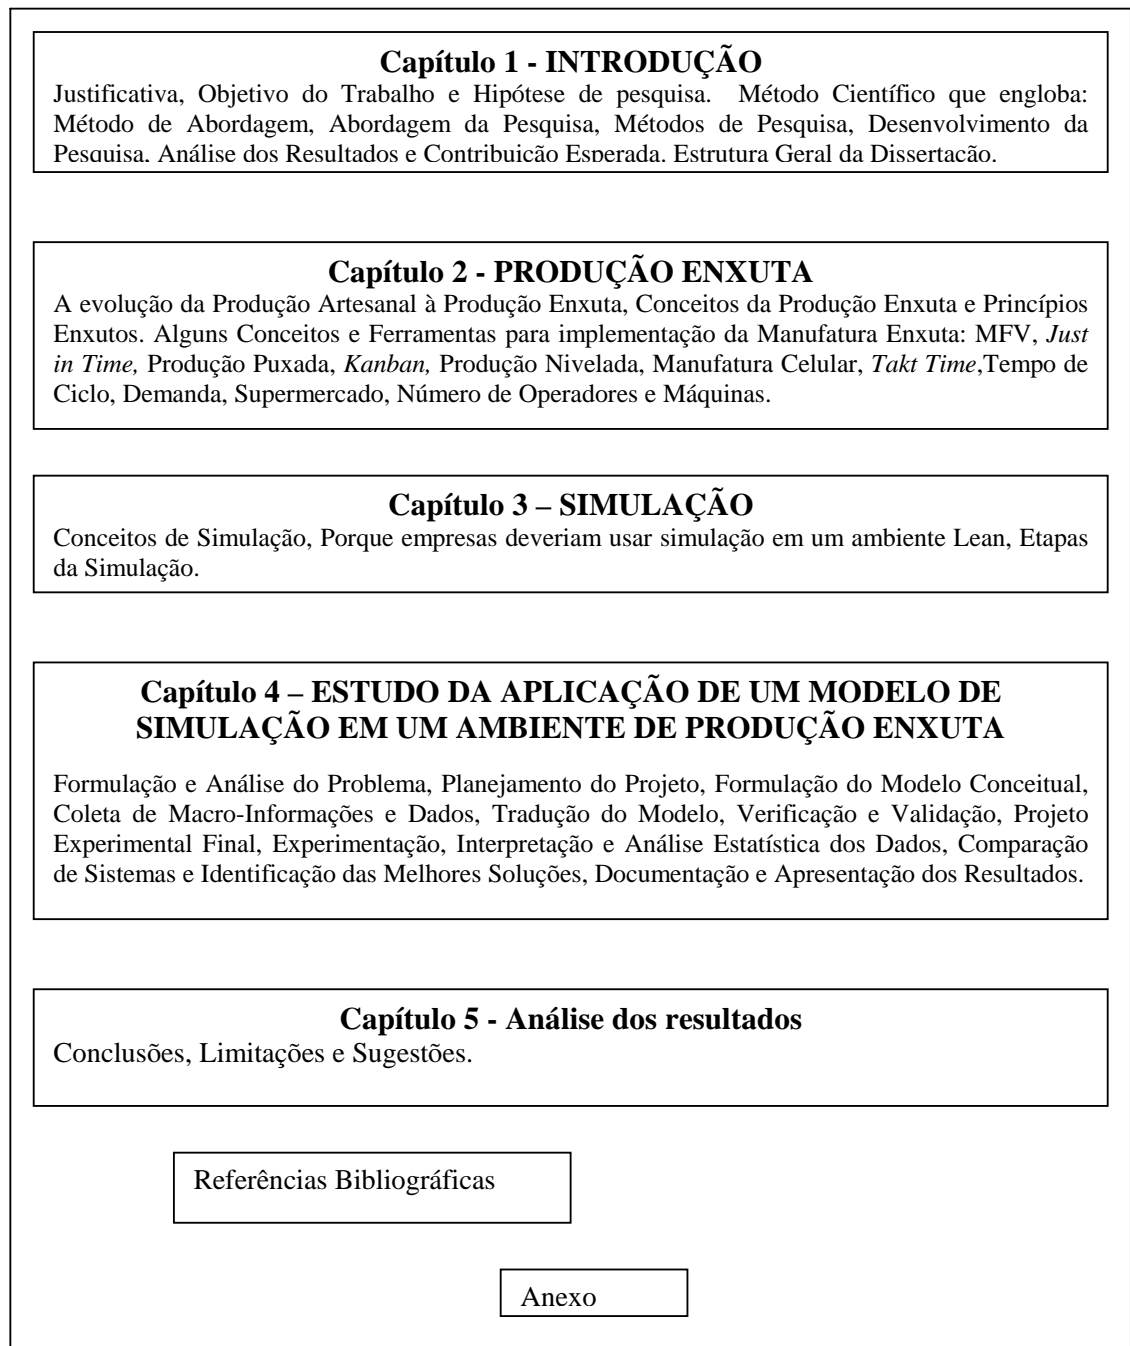 Capítulo 1 - INTRODUÇÃO
Justificativa, Objetivo do Trabalho e Hipótese de pesquisa. Método Científico que engloba:
Método de Abordagem, Abordagem da Pesquisa, Métodos de Pesquisa, Desenvolvimento da
Pesquisa, Análise dos Resultados e Contribuição Esperada. Estrutura Geral da Dissertação.
Capítulo 2 - PRODUÇÃO ENXUTA
A evolução da Produção Artesanal à Produção Enxuta, Conceitos da Produção Enxuta e Princípios
Enxutos. Alguns Conceitos e Ferramentas para implementação da Manufatura Enxuta: MFV, Just
in Time, Produção Puxada, Kanban, Produção Nivelada, Manufatura Celular, Takt Time,Tempo de
Ciclo, Demanda, Supermercado, Número de Operadores e Máquinas.
Capítulo 3 – SIMULAÇÃO
Conceitos de Simulação, Porque empresas deveriam usar simulação em um ambiente Lean, Etapas
da Simulação.
Capítulo 4 – ESTUDO DA APLICAÇÃO DE UM MODELO DE
SIMULAÇÃO EM UM AMBIENTE DE PRODUÇÃO ENXUTA
Formulação e Análise do Problema, Planejamento do Projeto, Formulação do Modelo Conceitual,
Coleta de Macro-Informações e Dados, Tradução do Modelo, Verificação e Validação, Projeto
Experimental Final, Experimentação, Interpretação e Análise Estatística dos Dados, Comparação
de Sistemas e Identificação das Melhores Soluções, Documentação e Apresentação dos Resultados.
Capítulo 5 - Análise dos resultados
Conclusões, Limitações e Sugestões.
Referências Bibliográficas
Anexo